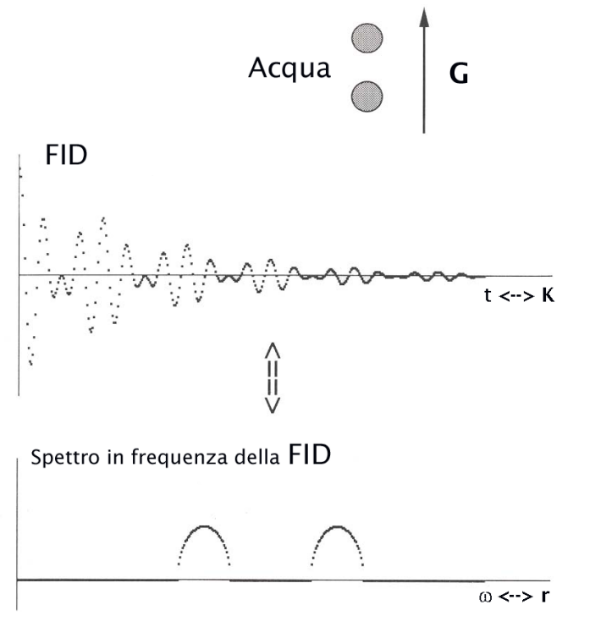 Acqua
G
FID
t <--> K
<==>
Spettro in frequenza della FID
ω <--> r